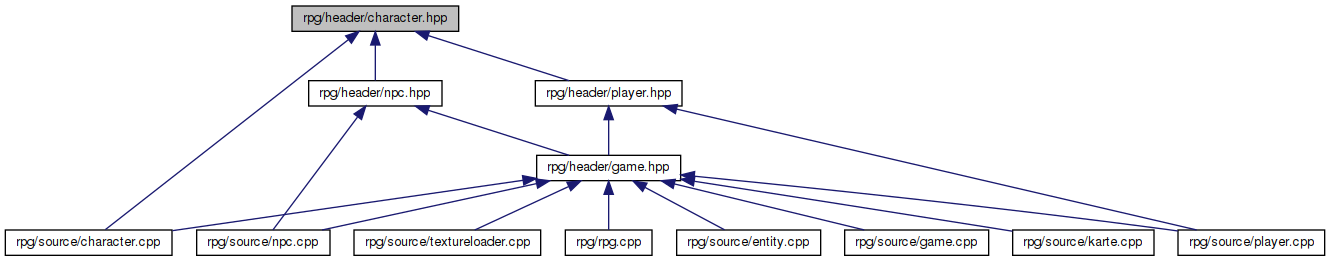 rpg/header/character.hpp
rpg/header/npc.hpp
rpg/header/player.hpp
rpg/header/game.hpp
rpg/source/character.cpp
rpg/source/npc.cpp
rpg/source/textureloader.cpp
rpg/rpg.cpp
rpg/source/entity.cpp
rpg/source/game.cpp
rpg/source/karte.cpp
rpg/source/player.cpp